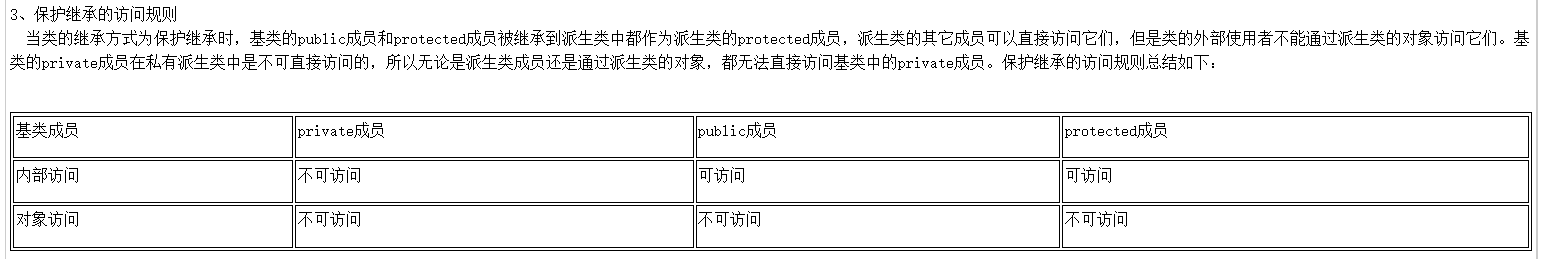 3、保护继承的访问规则
当类的继承方式为保护继承时，基类的public成员和protected成员被继承到派生类中都作为派生类的protected成员，派生类的其它成员可以直接访问它们，但是类的外部使用者不能通过派生类的对象访问它们。基
类的private成员在私有派生类中是不可直接访问的，所以无论是派生类成员还是通过派生类的对象，都无法直接访问基类中的private成员。保护继承的访问规则总结如下：
基类成员 private成员 public成员 protected成员
内部访问 不可访问 可访问 可访问
对象访问 不可访问 不可访问 不可访问